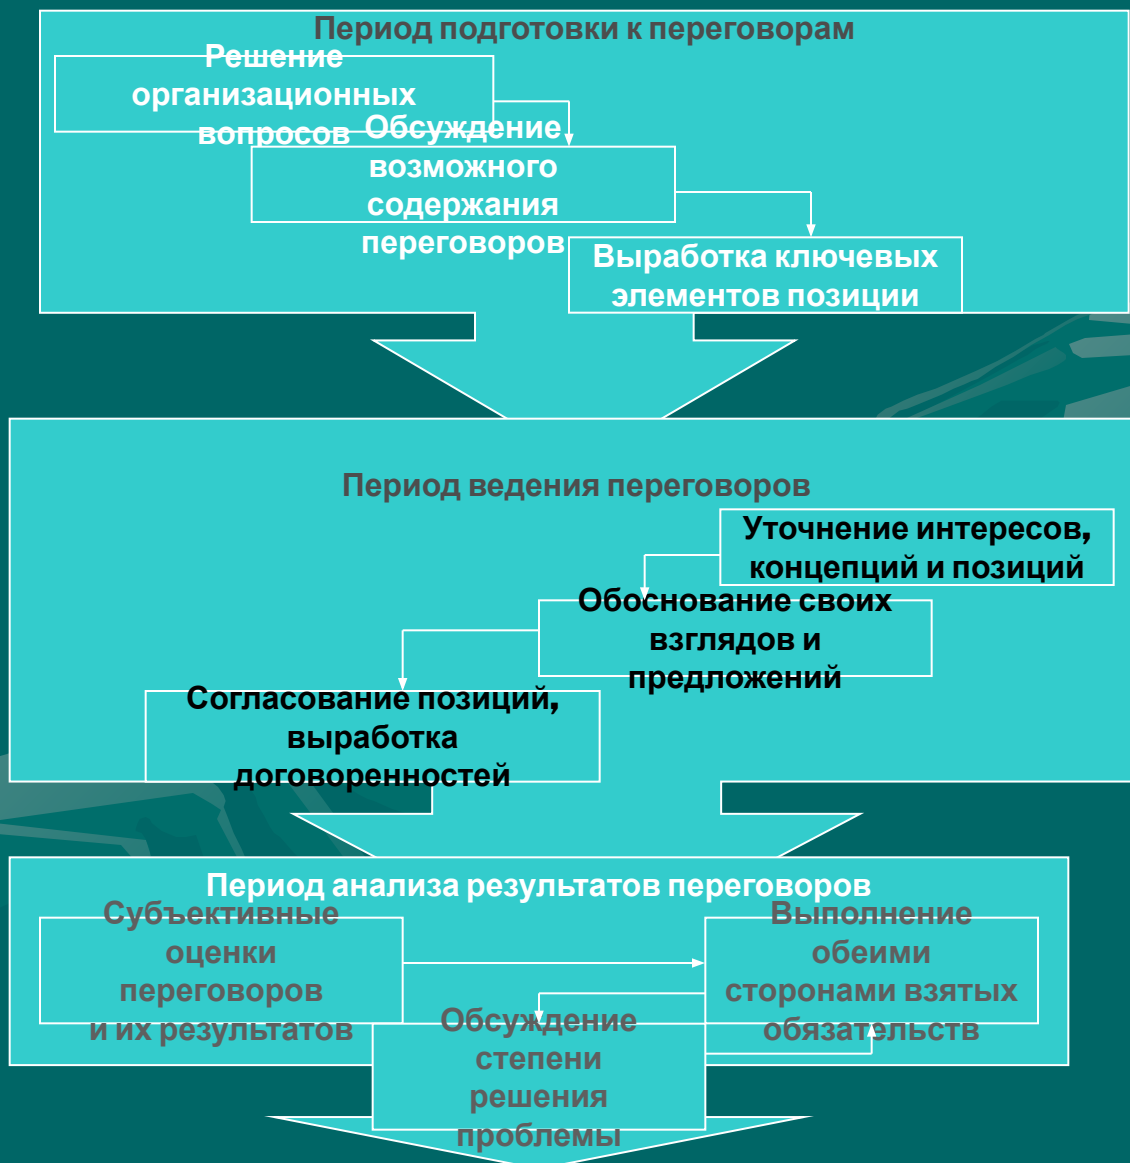 Период подготовки к переговорам
Решение
организационных
вопросов
Обсуждение
возможного
содержания
переговоров
Выработка ключевых
элементов позиции
Период ведения переговоров
Уточнение интересов,
концепций и позиций
Обоснование своих
взглядов и
предложений
Согласование позиций,
выработка
договоренностей
Период анализа результатов переговоров
Субъективные
оценки
переговоров
и их результатов
Выполнение
обеими
сторонами взятых
обязательств
Обсуждение
степени
решения
проблемы